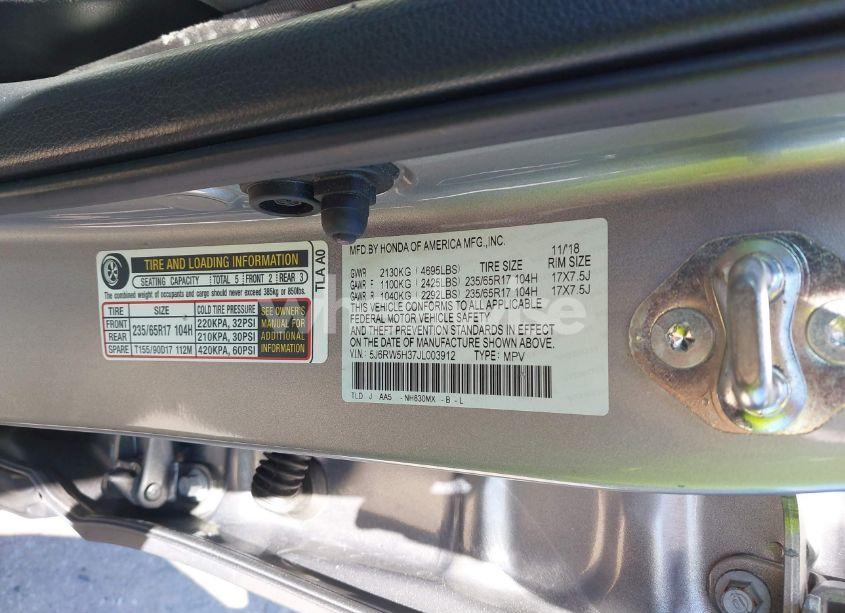 TIRE AND LOADING INFORMATION
SEATING CAPACITY TOTAL 5 FRONT 2 REAR 3
The combined weight of occupants and cargo should never exceed 385kg or 850lbs.
TIRE SIZE COLD TIRE PRESSURE
FRONT 235/65R17 104H 220KPA, 32PSI
REAR 210KPA, 30PSI
SPARE T155/90D17 112M 420KPA, 60PSI
SEE OWNER'S
MANUAL FOR
ADDITIONAL
INFORMATION
TLA A0
MFD BY HONDA OF AMERICA MFG.,INC. 11/18
GVWR 2130KG (4695LBS) TIRE SIZE RIM SIZE
GAWR F 1100KG (2425LBS) 235/65R17 104H 17X7.5J
GAWR R 1040KG (2292LBS) 235/65R17 104H 17X7.5J
THIS VEHICLE CONFORMS TO ALL APPLICABLE
FEDERAL MOTOR VEHICLE SAFETY
AND THEFT PREVENTION STANDARDS IN EFFECT
ON THE DATE OF MANUFACTURE SHOWN ABOVE.
V.I.N.: 5J6RW5H37JL003912 TYPE: MPV
TLD J AA5 -NH830MX -B -L